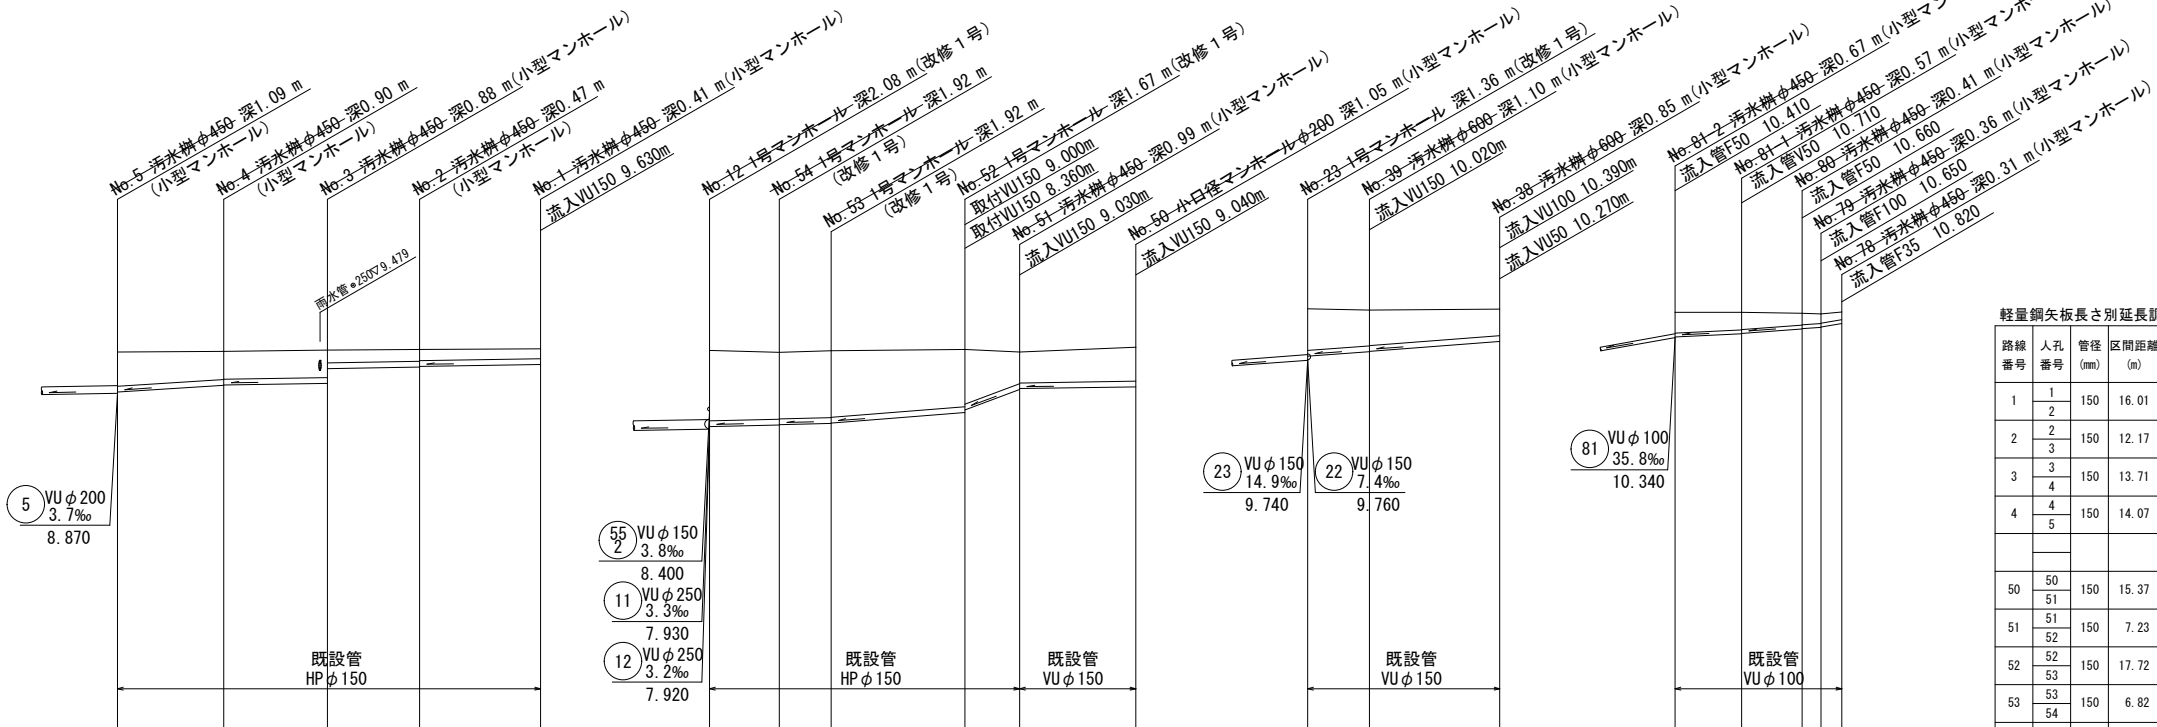 No.5 汚水桝φ450 深1.09 m
(小型マンホール)
No.4 汚水桝φ450 深0.90 m
(小型マンホール)
No.3 汚水桝φ450 深0.88 m(小型マンホール)
No.2 汚水桝φ450 深0.47 m
(小型マンホール)
No.1 汚水桝φ450 深0.41 m(小型マンホール)
流入VU150 9.630m
雨水管φ250▽9.479
No.12 1号マンホール 深2.08 m(改修1号)
No.54 1号マンホール 深1.92 m
(改修1号)
No.53 1号マンホール 深1.92 m
(改修1号)
No.52 1号マンホール 深1.67 m(改修1号)
取付VU150 9.000m
取付VU150 8.360m
No.51 汚水桝φ450 深0.99 m(小型マンホール)
流入VU150 9.030m
No.50 小口径マンホールφ200 深1.05 m(小型マンホール)
流入VU150 9.040m
No.23 1号マンホール 深1.36 m(改修1号)
No.39 汚水桝φ600 深1.10 m(小型マンホール)
流入VU150 10.020m
No.38 汚水桝φ600 深0.85 m(小型マンホール)
流入VU100 10.390m
流入VU50 10.270m
No.81-2 汚水桝φ450 深0.67 m(小型マン
流入管F50 10.410
No.81-1 汚水桝φ450 深0.57 m(小型マンホ
流入管V50 10.710
No.80 汚水桝φ450 深0.41 m(小型マンホール)
流入管F50 10.660
No.79 汚水桝φ450 深0.36 m(小型マンホール)
流入管F100 10.650
No.78 汚水桝φ450 深0.31 m(小型マンホール)
流入管F35 10.820
5 VUφ200
3.7‰
8.870
55
2
VUφ150
3.8‰
8.400
11 VUφ250
3.3‰
7.930
12 VUφ250
3.2‰
7.920
23 VUφ150
14.9‰
9.740
22 VUφ150
7.4‰
9.760
81 VUφ100
35.8‰
10.340
既設管
HPφ150
既設管
HPφ150
既設管
VUφ150
既設管
VUφ150
既設管
VUφ100
軽量鋼矢板長さ別延長
路線番号 人孔番号 管径(mm) 区間距離(m)
1 1 2 150 16.01
2 2 3 150 12.17
3 3 4 150 13.71
4 4 5 150 14.07
50 50 51 150 15.37
51 51 52 150 7.23
52 52 53 150 17.72
53 53 54 150 6.82